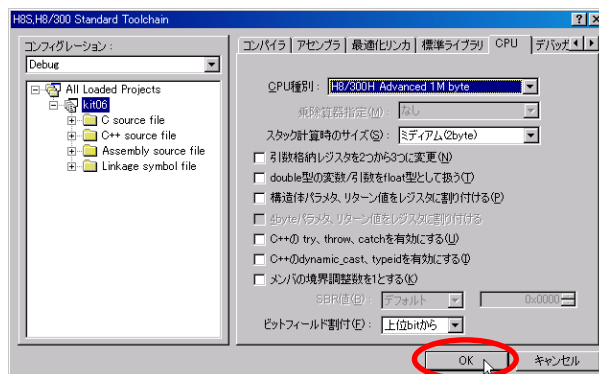 H8S,H8/300 Standard Toolchain
コンフィグレーション :
Debug
All Loaded Projects
kit06
C source file
C++ source file
Assembly source file
Linkage symbol file
コンパイラ アセンブラ 最適化リンカ 標準ライブラリ CPU デバッガ
CPU種別 : H8/300H Advanced 1M byte
乗除算器指定(M) : なし
スタック計算時のサイズ(S) : ミディアム(2byte)
引数格納レジスタを2つから3つに変更(N)
double型の変数/引数をfloat型として扱う(T)
構造体パラメタ、リターン値をレジスタに割り付ける(P)
4byteパラメタ、リターン値をレジスタに割り付ける
C++の try、throw、catchを有効にする(U)
C++のdynamic_cast、typeidを有効にする(I)
メンバの境界調整数を1とする(K)
SBR値(B) : デフォルト 0x0000
ビットフィールド割付(F) : 上位bitから
OK キャンセル